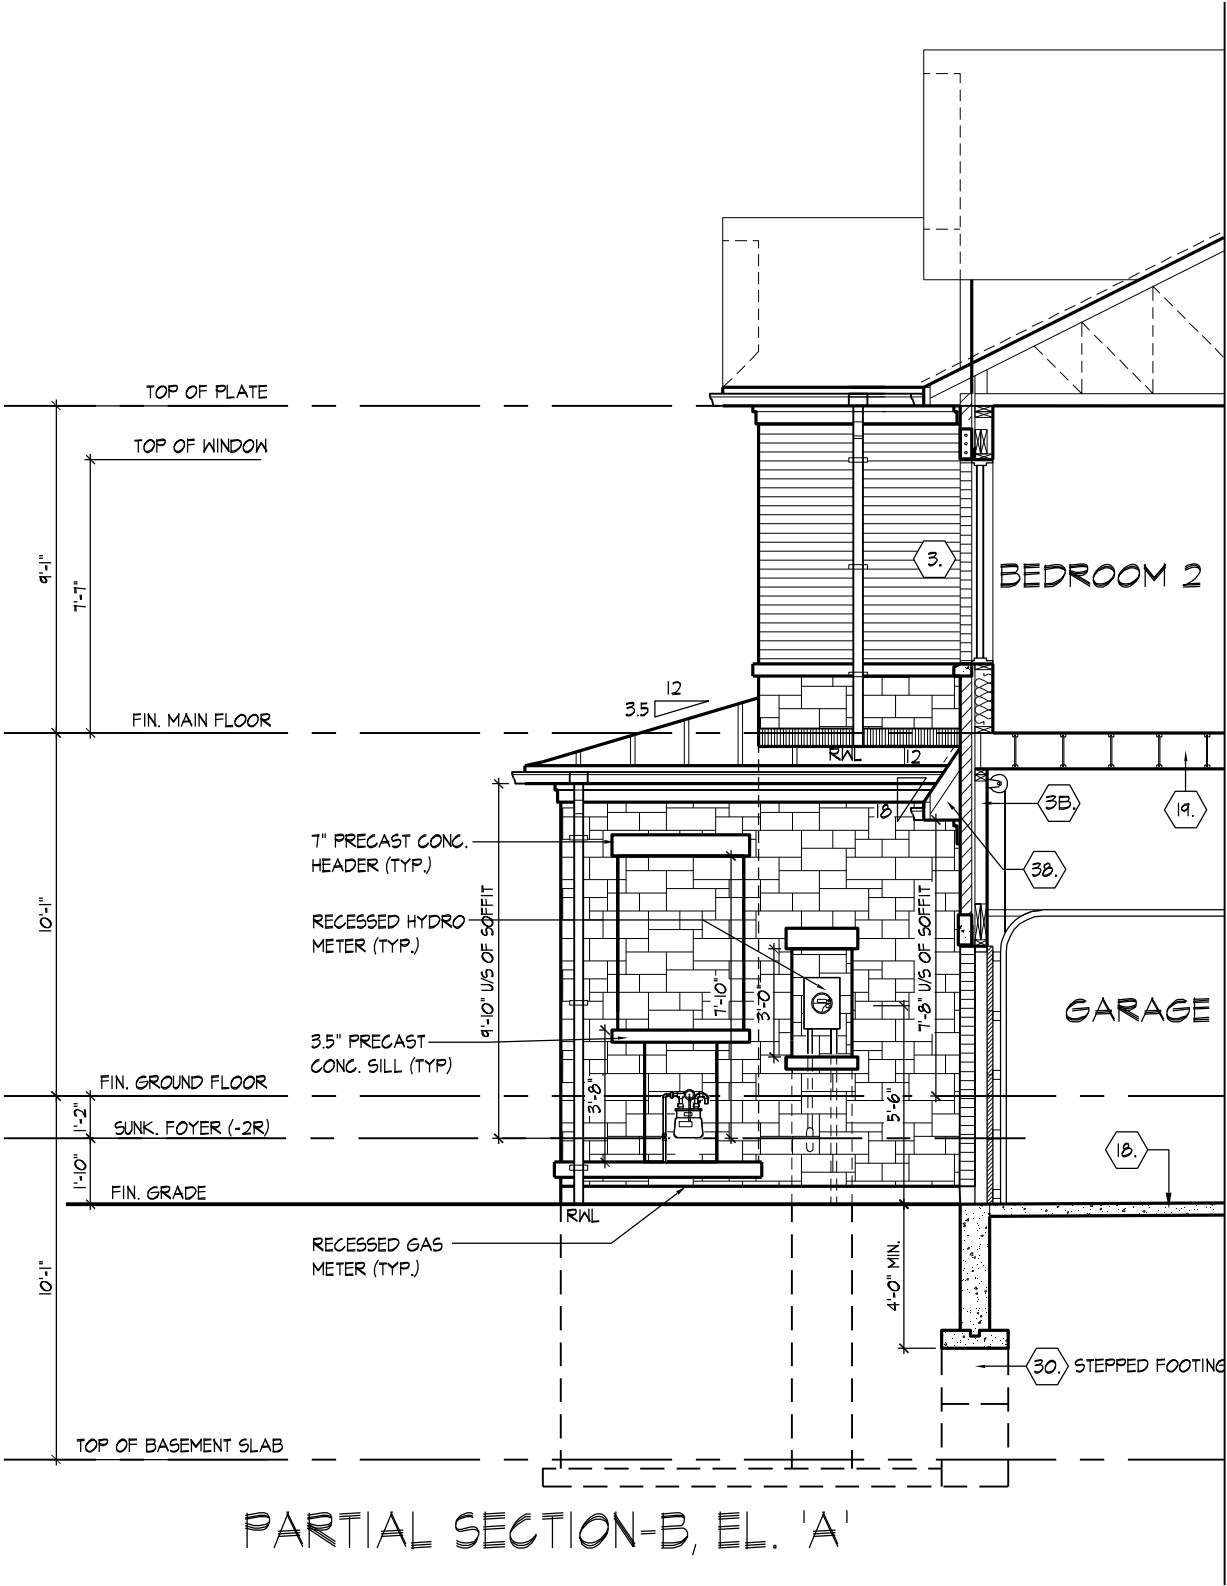 TOP OF PLATE
TOP OF WINDOW
9'-1"
7'-7"
3.
BEDROOM 2
12
3.5
FIN. MAIN FLOOR
RWL
12
18
3B.
19.
7" PRECAST CONC.
HEADER (TYP.)
38.
10'-1"
RECESSED HYDRO
METER (TYP.)
9'-10" U/S OF SOFFIT
7'-10"
3'-0"
7'-8" U/S OF SOFFIT
GARAGE
3.5" PRECAST
CONC. SILL (TYP)
FIN. GROUND FLOOR
3'-8"
5'-6"
1'-2"
SUNK. FOYER (-2R)
18.
1'-10"
FIN. GRADE
RWL
RECESSED GAS
METER (TYP.)
10'-1"
4'-0" MIN.
30. STEPPED FOOTING
TOP OF BASEMENT SLAB
PARTIAL SECTION-B, EL. 'A'